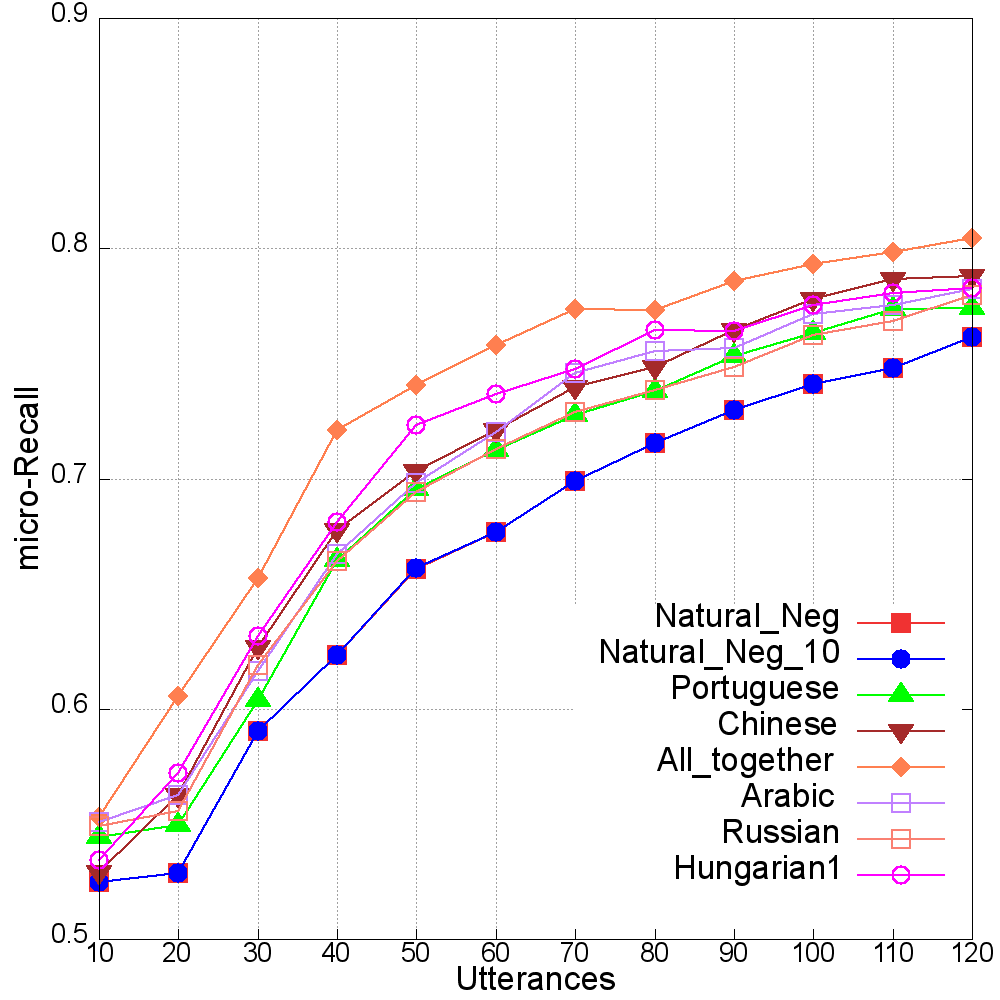 0.9
0.8
0.7
0.6
0.5
micro-Recall
Natural_Neg
Natural_Neg_10
Portuguese
Chinese
All_together
Arabic
Russian
Hungarian1
10 20 30 40 50 60 70 80 90 100 110 120
Utterances